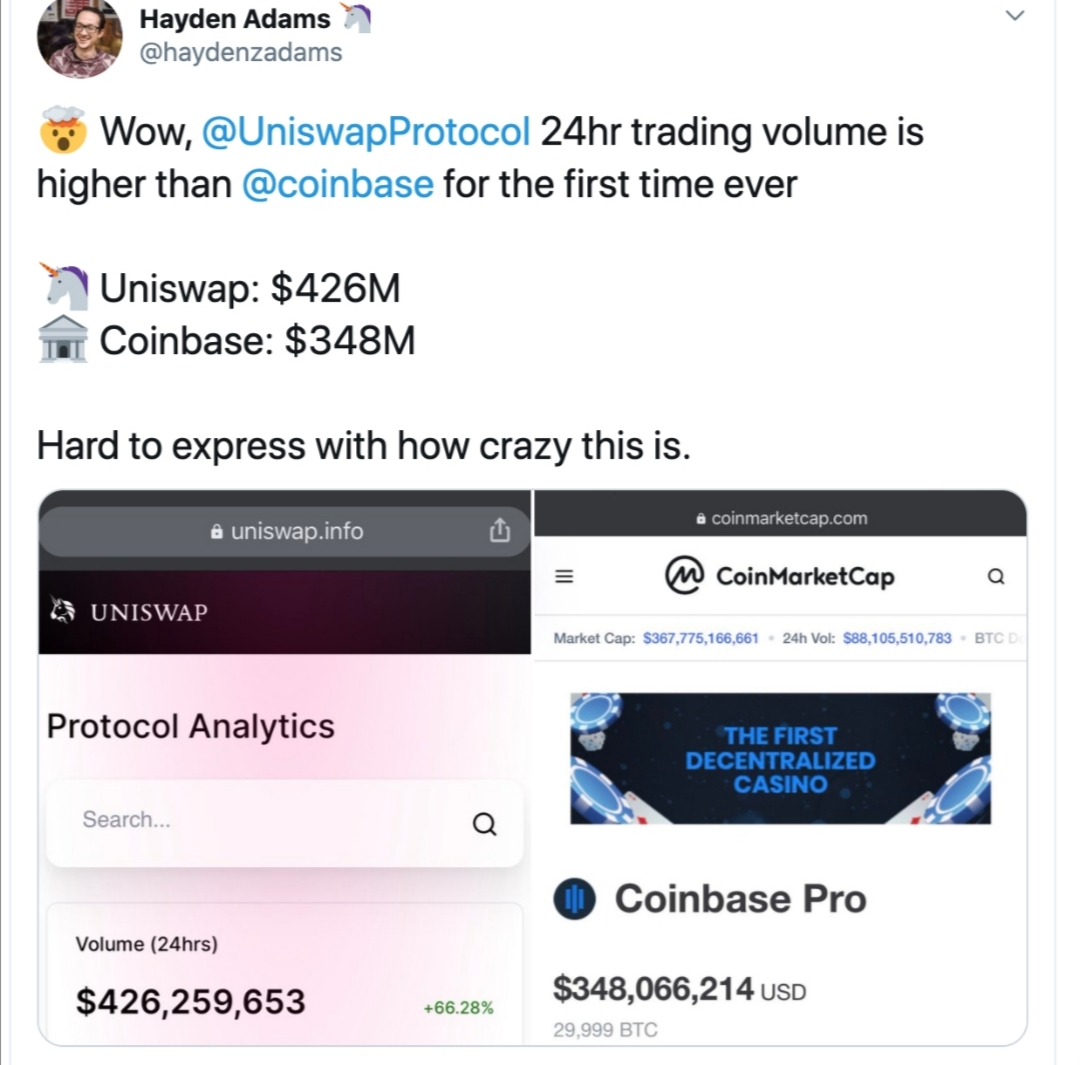 Hayden Adams 🦄
@haydenzadams
🤯 Wow, @UniswapProtocol 24hr trading volume is
higher than @coinbase for the first time ever
🦄 Uniswap: $426M
🏛 Coinbase: $348M
Hard to express with how crazy this is.
uniswap.info
UNISWAP
Protocol Analytics
Search...
Volume (24hrs)
$426,259,653
+66.28%
coinmarketcap.com
CoinMarketCap
Market Cap: $367,775,166,661 • 24h Vol: $88,105,510,783 • BTC
THE FIRST
DECENTRALIZED
CASINO
Coinbase Pro
$348,066,214 USD
29,999 BTC